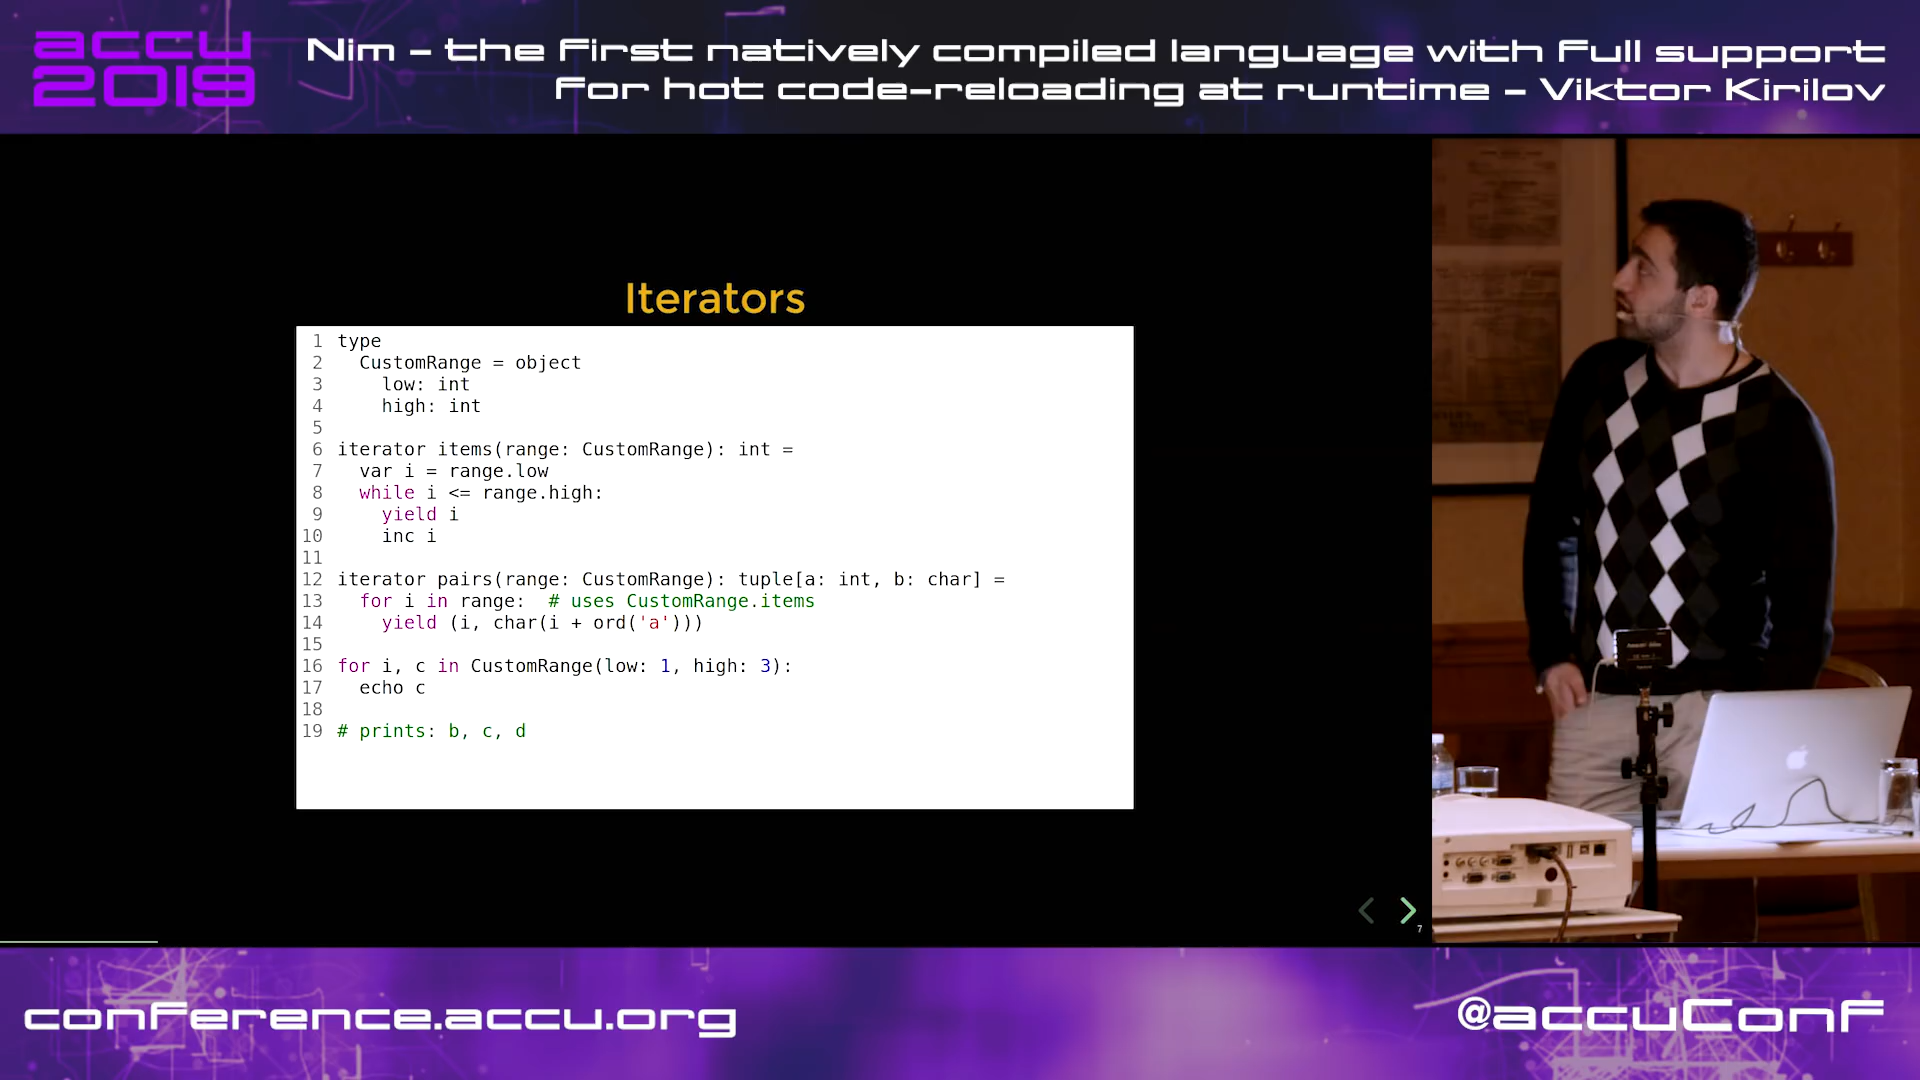 accu
2019
Nim – the first natively compiled language with full support
for hot code-reloading at runtime – Viktor Kirilov
Iterators
1 type
2   CustomRange = object
3     low: int
4     high: int
5
6 iterator items(range: CustomRange): int =
7   var i = range.low
8   while i <= range.high:
9     yield i
10     inc i
11
12 iterator pairs(range: CustomRange): tuple[a: int, b: char] =
13   for i in range:  # uses CustomRange.items
14     yield (i, char(i + ord('a')))
15
16 for i, c in CustomRange(low: 1, high: 3):
17   echo c
18
19 # prints: b, c, d
7
conference.accu.org
@accuConf